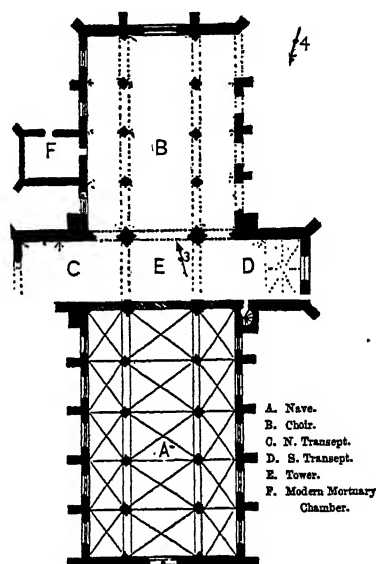 4
F
B
3
C
E
D
A
A. Nave.
B. Choir.
C. N. Transept.
D. S. Transept.
E. Tower.
F. Modern Mortuary
Chamber.